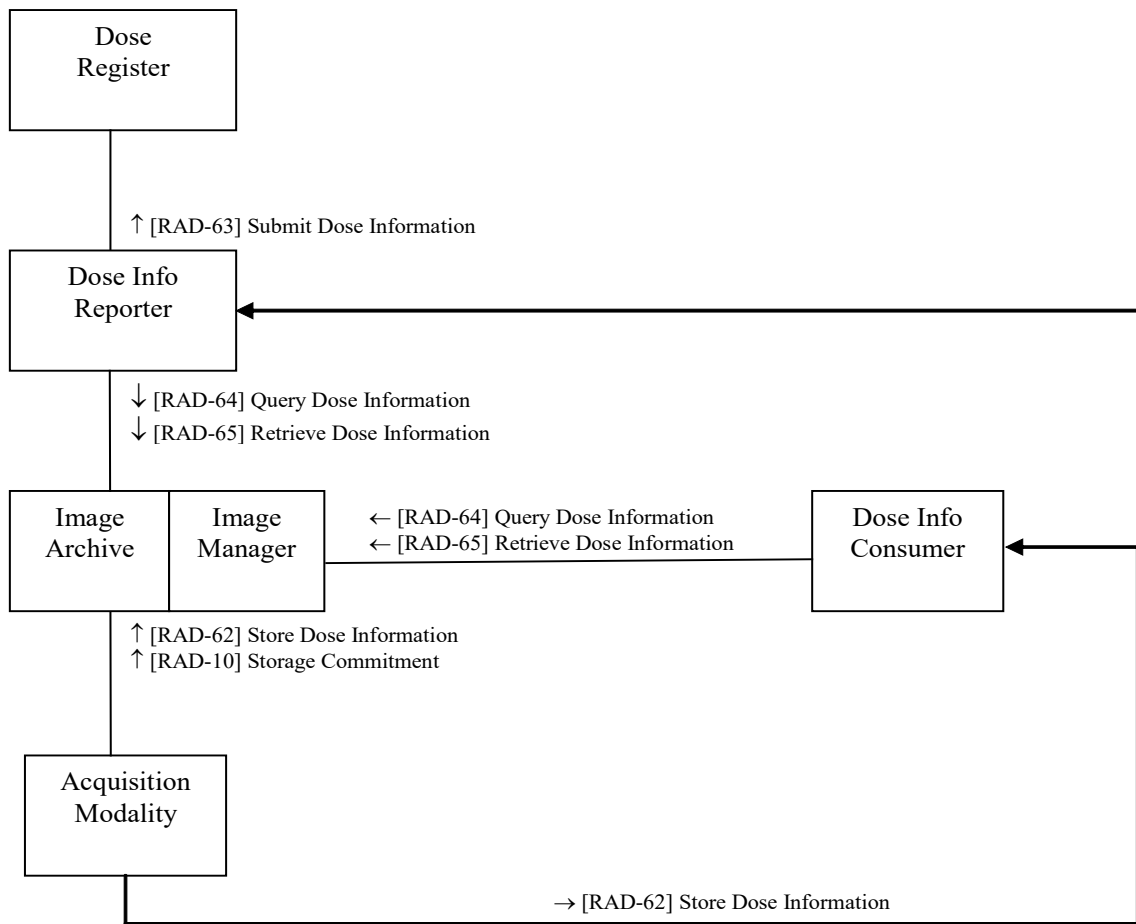 Dose
Register
↑ [RAD-63] Submit Dose Information
Dose Info
Reporter
↓ [RAD-64] Query Dose Information
↓ [RAD-65] Retrieve Dose Information
Image
Archive
Image
Manager
← [RAD-64] Query Dose Information
← [RAD-65] Retrieve Dose Information
Dose Info
Consumer
↑ [RAD-62] Store Dose Information
↑ [RAD-10] Storage Commitment
Acquisition
Modality
→ [RAD-62] Store Dose Information